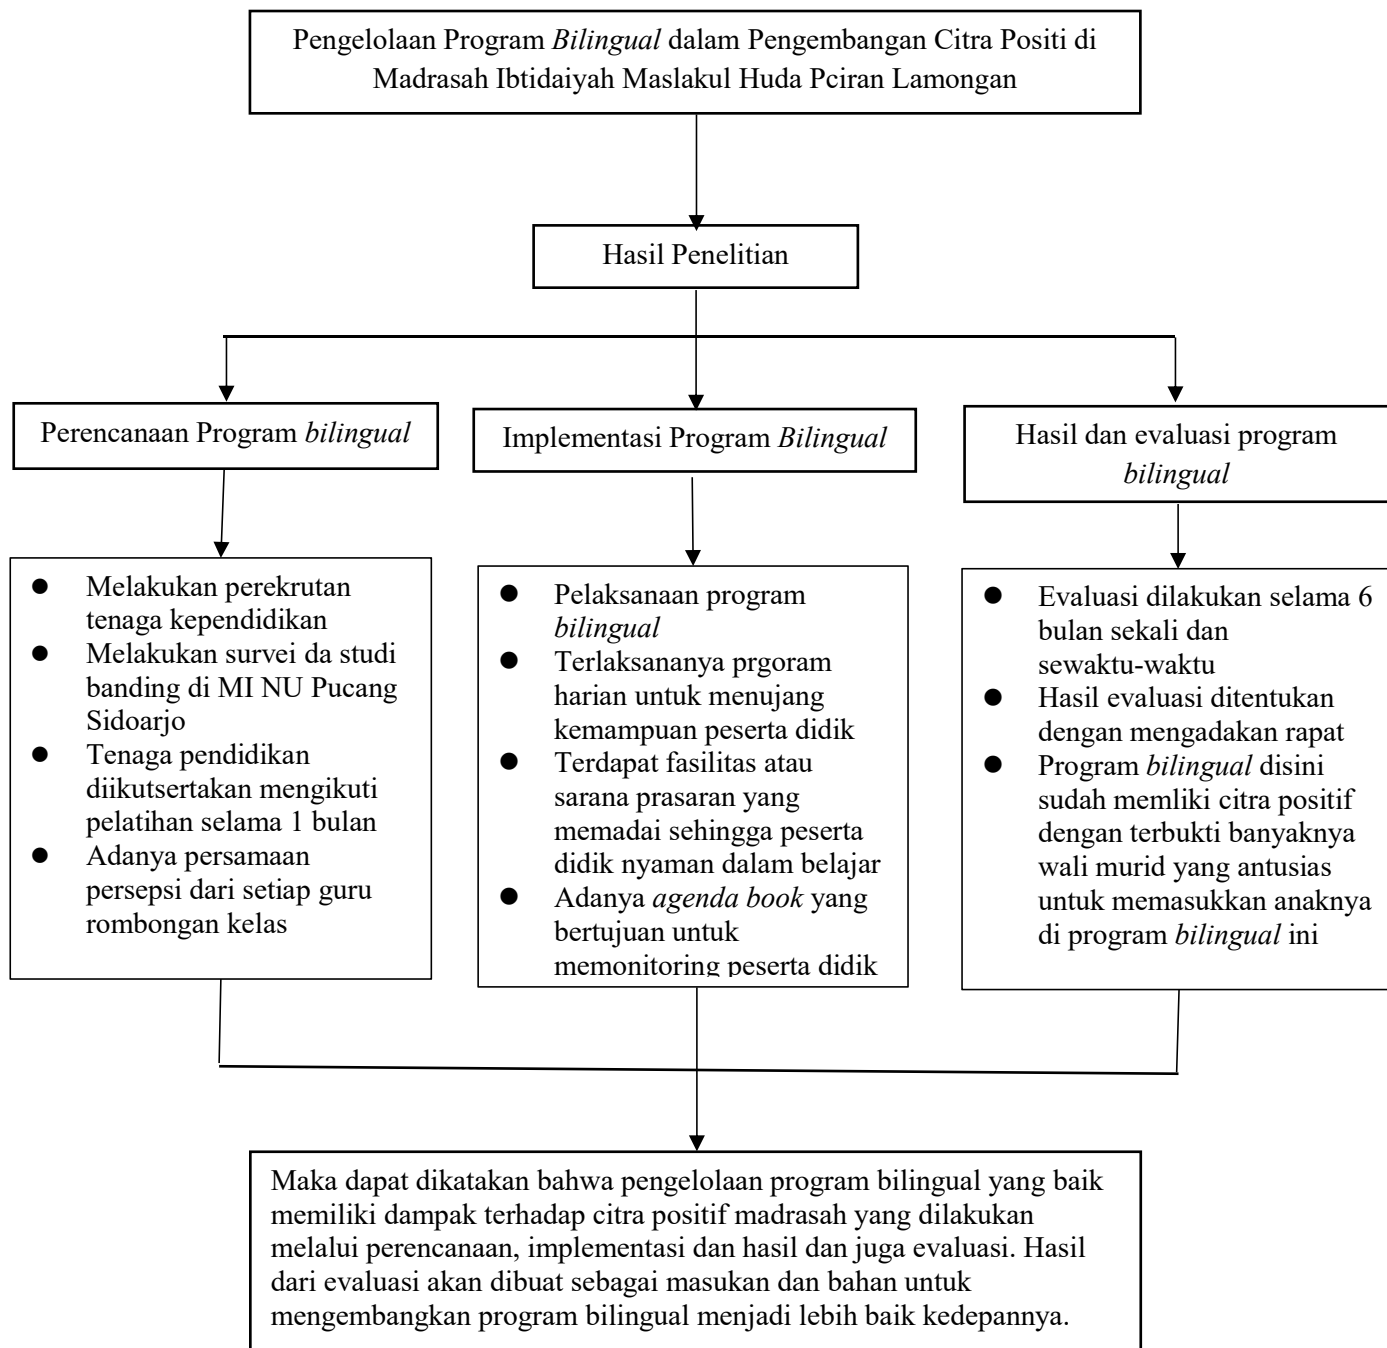 Pengelolaan Program Bilingual dalam Pengembangan Citra Positi di
Madrasah Ibtidaiyah Maslakul Huda Pciran Lamongan
Hasil Penelitian
Perencanaan Program bilingual
Implementasi Program Bilingual
Hasil dan evaluasi program
bilingual
● Melakukan perekrutan
tenaga kependidikan
● Melakukan survei da studi
banding di MI NU Pucang
Sidoarjo
● Tenaga pendidikan
diikutsertakan mengikuti
pelatihan selama 1 bulan
● Adanya persamaan
persepsi dari setiap guru
rombongan kelas
● Pelaksanaan program
bilingual
● Terlaksananya prgoram
harian untuk menujang
kemampuan peserta didik
● Terdapat fasilitas atau
sarana prasaran yang
memadai sehingga peserta
didik nyaman dalam belajar
● Adanya agenda book yang
bertujuan untuk
memonitoring peserta didik
● Evaluasi dilakukan selama 6
bulan sekali dan
sewaktu-waktu
● Hasil evaluasi ditentukan
dengan mengadakan rapat
● Program bilingual disini
sudah memliki citra positif
dengan terbukti banyaknya
wali murid yang antusias
untuk memasukkan anaknya
di program bilingual ini
Maka dapat dikatakan bahwa pengelolaan program bilingual yang baik
memiliki dampak terhadap citra positif madrasah yang dilakukan
melalui perencanaan, implementasi dan hasil dan juga evaluasi. Hasil
dari evaluasi akan dibuat sebagai masukan dan bahan untuk
mengembangkan program bilingual menjadi lebih baik kedepannya.